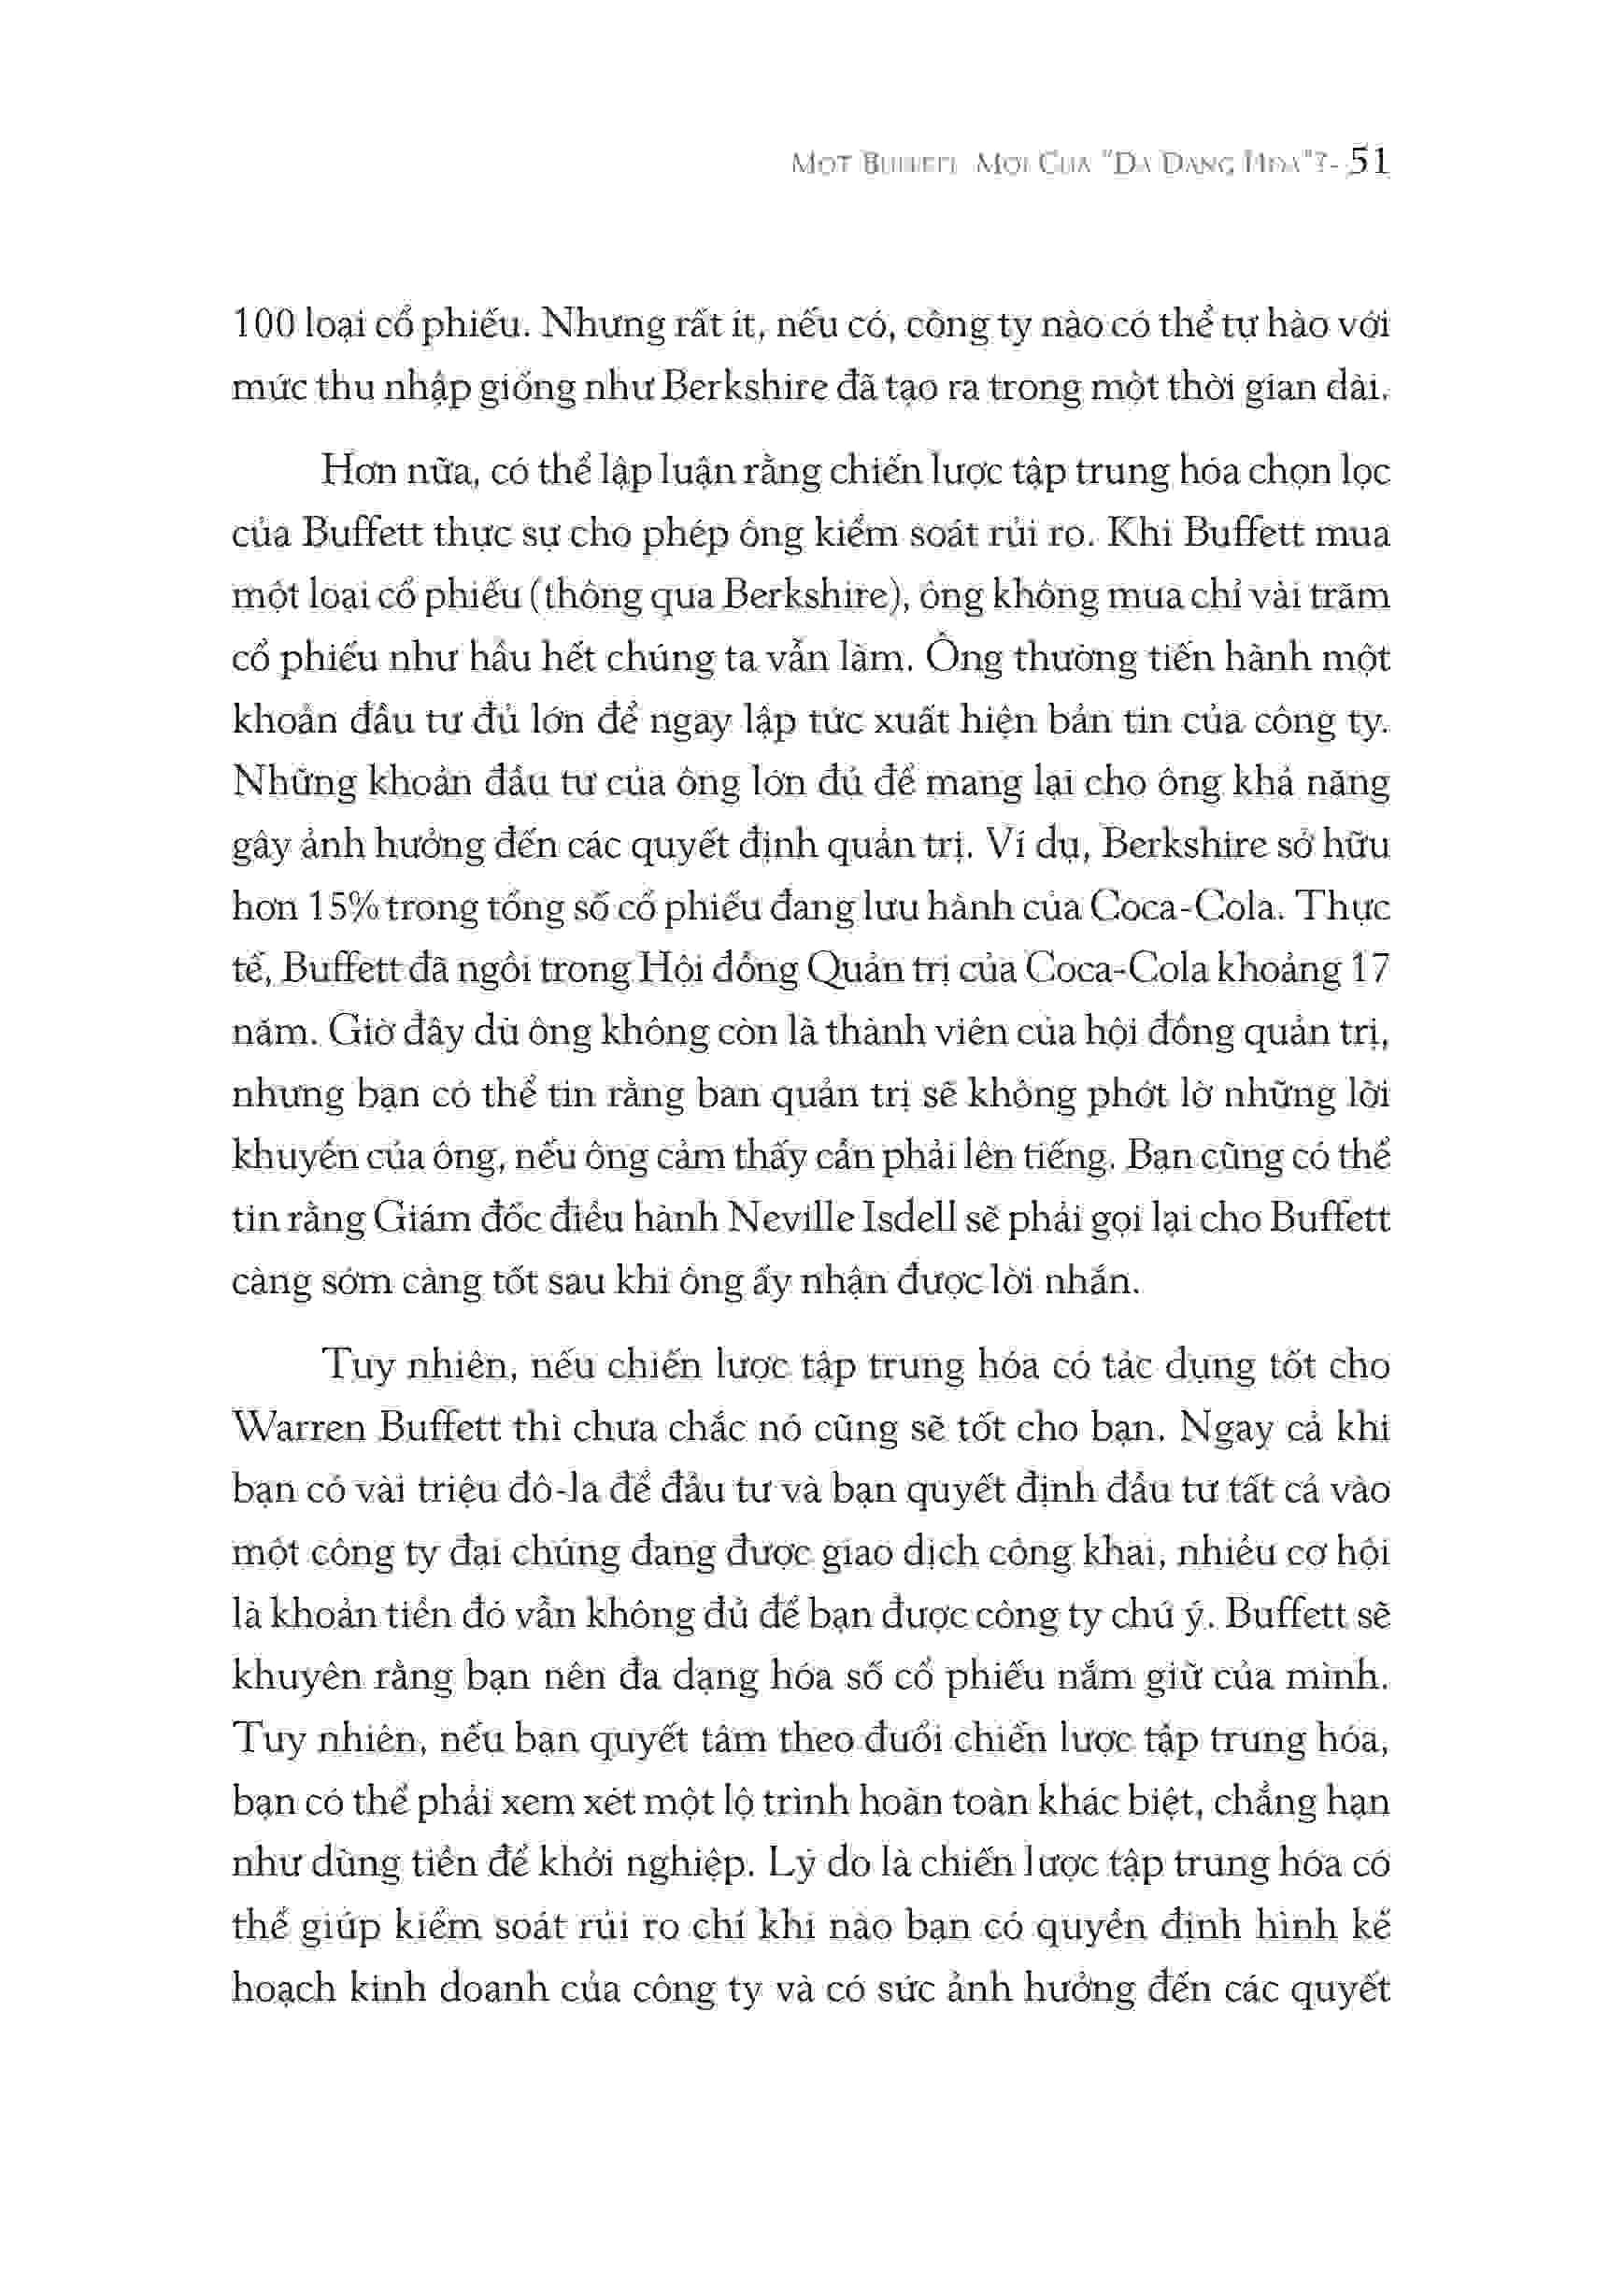 "Đa Dạng Hóa"? - 51
100 loại cổ phiếu. Nhưng rất ít, nếu có, công ty nào có thể tự hào với
mức thu nhập giống như Berkshire đã tạo ra trong một thời gian dài.
Hơn nữa, có thể lập luận rằng chiến lược tập trung hóa chọn lọc
của Buffett thực sự cho phép ông kiểm soát rủi ro. Khi Buffett mua
một loại cổ phiếu (thông qua Berkshire), ông không mua chỉ vài trăm
cổ phiếu như hầu hết chúng ta vẫn làm. Ông thường tiến hành một
khoản đầu tư đủ lớn để ngay lập tức xuất hiện bản tin của công ty.
Những khoản đầu tư của ông lớn đủ để mang lại cho ông khả năng
gây ảnh hưởng đến các quyết định quản trị. Ví dụ, Berkshire sở hữu
hơn 15% trong tổng số cổ phiếu đang lưu hành của Coca-Cola. Thực
tế, Buffett đã ngồi trong Hội đồng Quản trị của Coca-Cola khoảng 17
năm. Giờ đây dù ông không còn là thành viên của hội đồng quản trị,
nhưng bạn có thể tin rằng ban quản trị sẽ không phớt lờ những lời
khuyên của ông, nếu ông cảm thấy cần phải lên tiếng. Bạn cũng có thể
tin rằng Giám đốc điều hành Neville Isdell sẽ phải gọi lại cho Buffett
càng sớm càng tốt sau khi ông ấy nhận được lời nhắn.
Tuy nhiên, nếu chiến lược tập trung hóa có tác dụng tốt cho
Warren Buffett thì chưa chắc nó cũng sẽ tốt cho bạn. Ngay cả khi
bạn có vài triệu đô-la để đầu tư và bạn quyết định đầu tư tất cả vào
một công ty đại chúng đang được giao dịch công khai, nhiều cơ hội
là khoản tiền đó vẫn không đủ để bạn được công ty chú ý. Buffett sẽ
khuyên rằng bạn nên đa dạng hóa số cổ phiếu nắm giữ của mình.
Tuy nhiên, nếu bạn quyết tâm theo đuổi chiến lược tập trung hóa,
bạn có thể phải xem xét một lộ trình hoàn toàn khác biệt, chẳng hạn
như dùng tiền để khởi nghiệp. Lý do là chiến lược tập trung hóa có
thể giúp kiểm soát rủi ro chỉ khi nào bạn có quyền định hình kế
hoạch kinh doanh của công ty và có sức ảnh hưởng đến các quyết